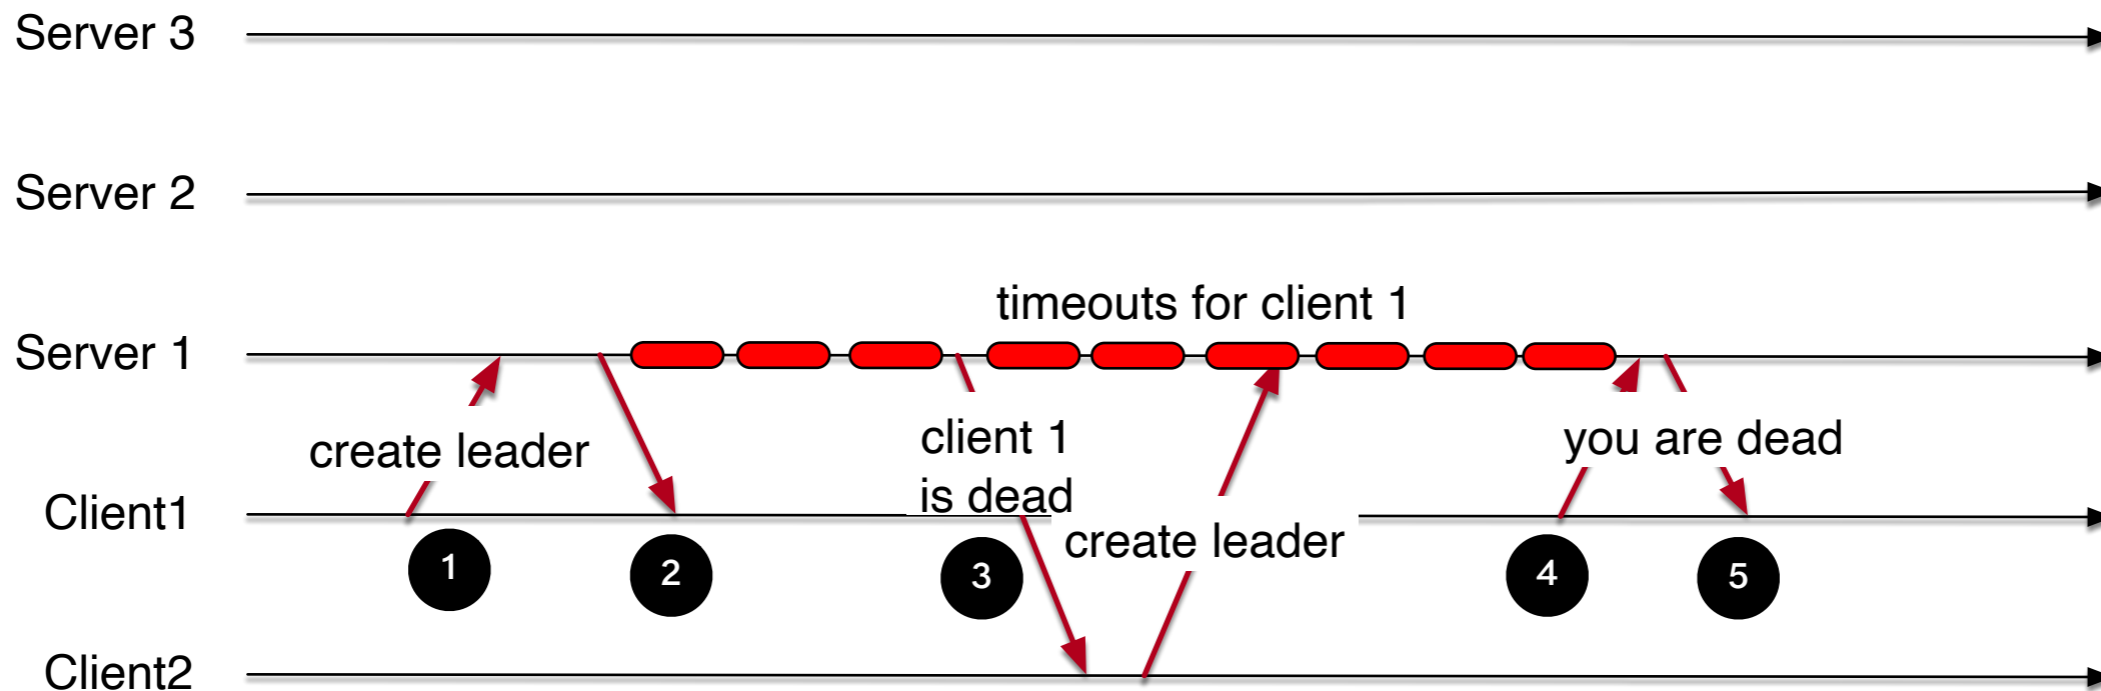 Server 3
Server 2
timeouts for client 1
Server 1
create leader
client 1
is dead
you are dead
Client1
create leader
1
2
3
4
5
Client2